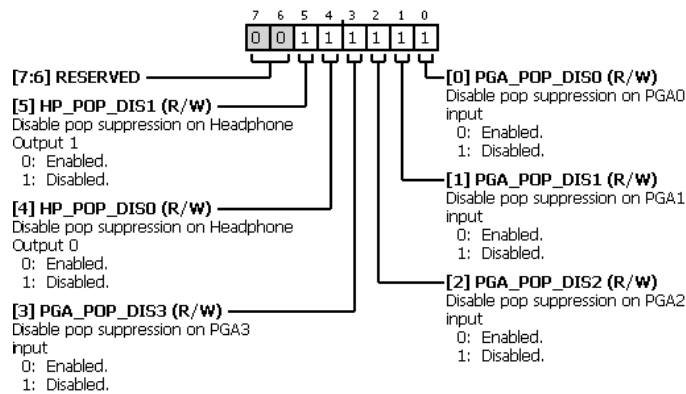 7 6 5 4 3 2 1 0
0 0 1 1 1 1 1 1
[7:6] RESERVED
[5] HP_POP_DIS1 (R/W)
Disable pop suppression on Headphone
Output 1
0: Enabled.
1: Disabled.
[4] HP_POP_DIS0 (R/W)
Disable pop suppression on Headphone
Output 0
0: Enabled.
1: Disabled.
[3] PGA_POP_DIS3 (R/W)
Disable pop suppression on PGA3
input
0: Enabled.
1: Disabled.
[0] PGA_POP_DIS0 (R/W)
Disable pop suppression on PGA0
input
0: Enabled.
1: Disabled.
[1] PGA_POP_DIS1 (R/W)
Disable pop suppression on PGA1
input
0: Enabled.
1: Disabled.
[2] PGA_POP_DIS2 (R/W)
Disable pop suppression on PGA2
input
0: Enabled.
1: Disabled.